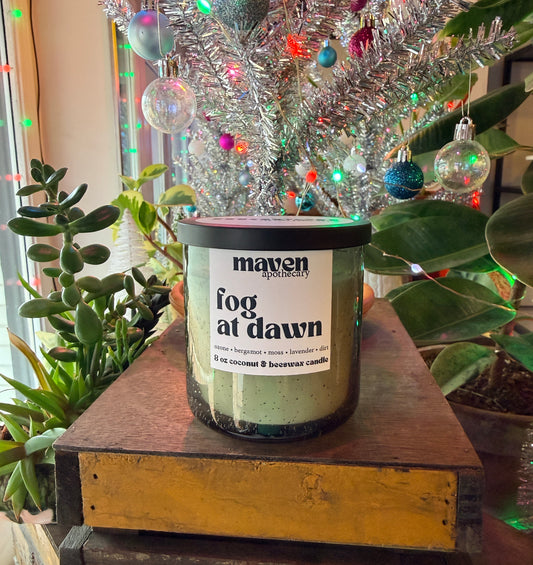 maven
apothecary
fog
at dawn
ozone • bergamot • moss • lavender • dirt
8 oz coconut & beeswax candle